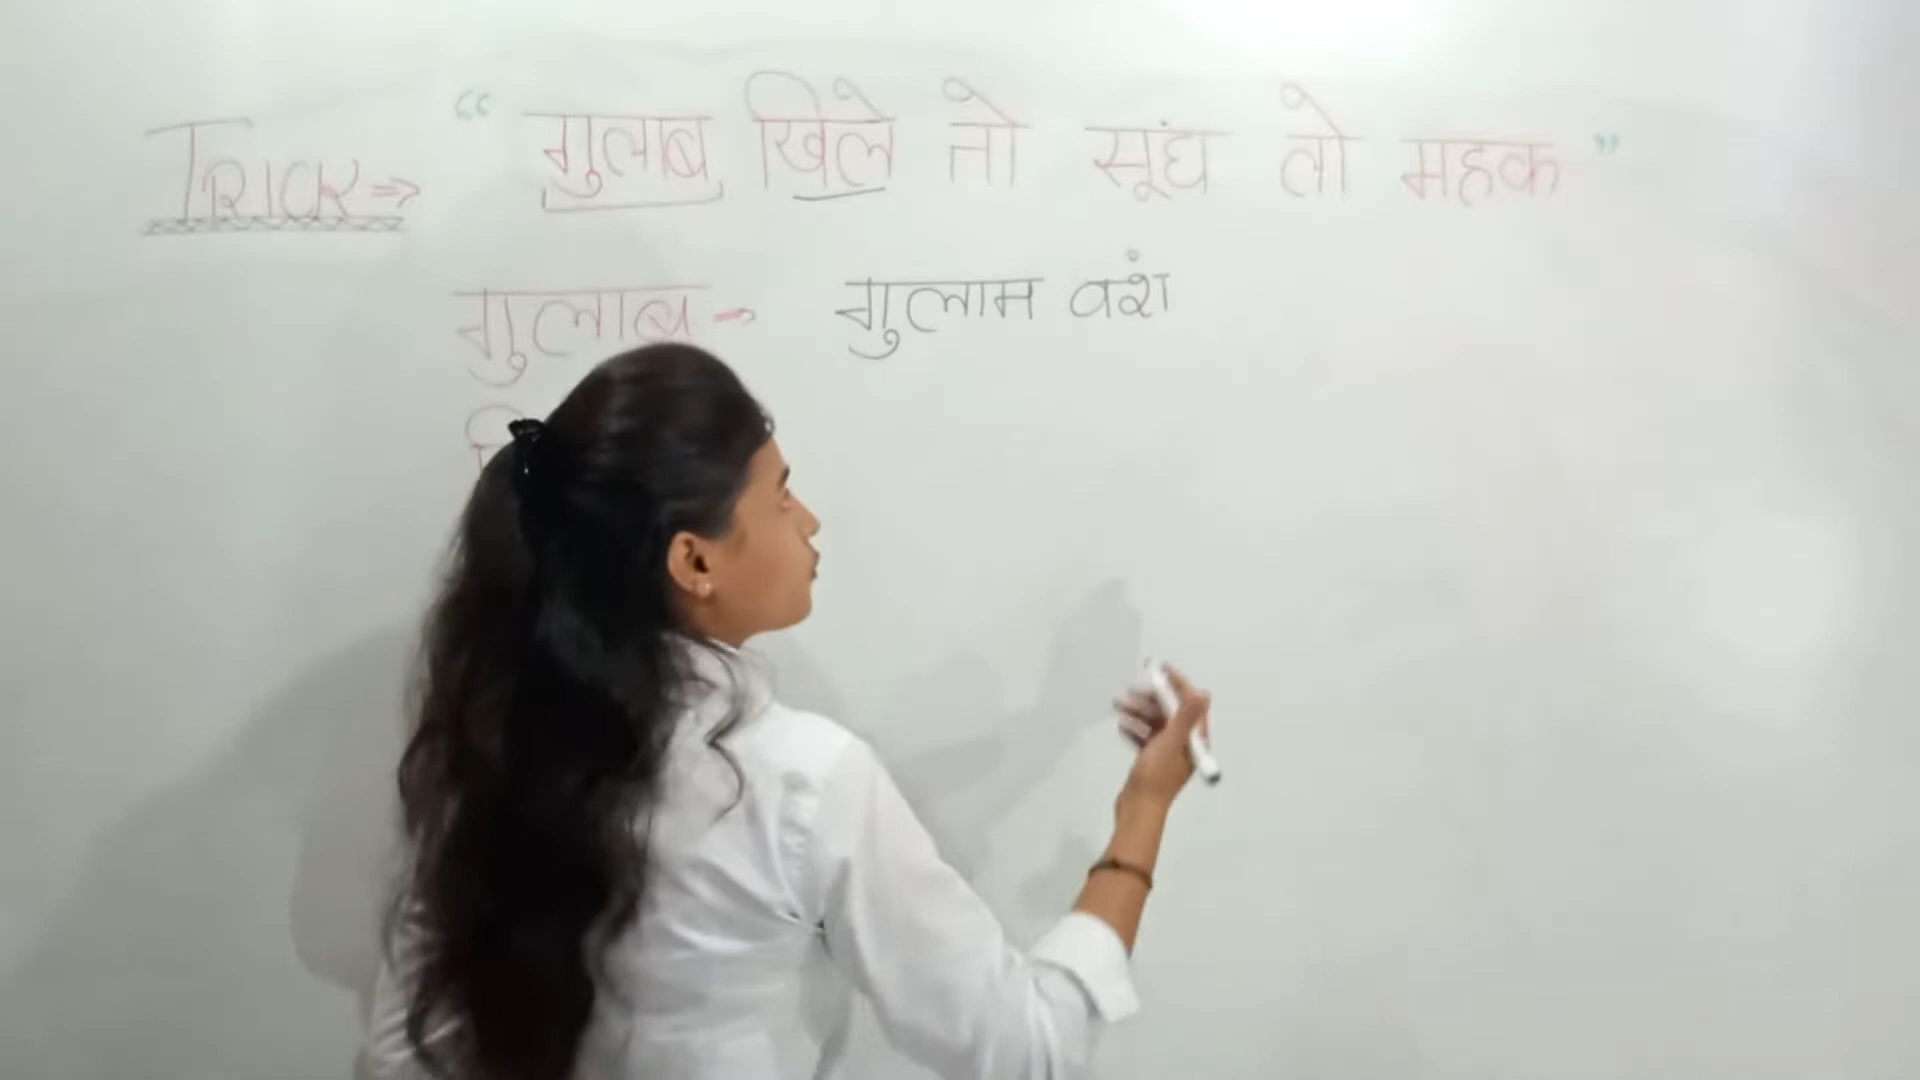 TRICK⇒ “ गुलाब खिले तो सूंघ लो महक ”
गुलाब → गुलाम वंश